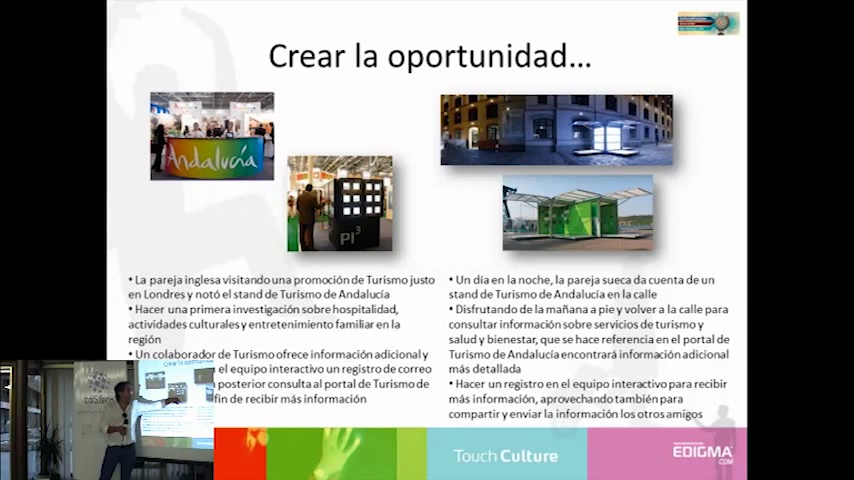 Crear la oportunidad...
Andalucía
PI³
• La pareja inglesa visitando una promoción de Turismo justo
en Londres y notó el stand de Turismo de Andalucía
• Hacer una primera investigación sobre hospitalidad,
actividades culturales y entretenimiento familiar en la
región
• Un colaborador de Turismo ofrece información adicional y
el equipo interactivo un registro de correo
posterior consulta al portal de Turismo de
fin de recibir más información
• Un día en la noche, la pareja sueca da cuenta de un
stand de Turismo de Andalucía en la calle
• Disfrutando de la mañana a pie y volver a la calle para
consultar información sobre servicios de turismo y
salud y bienestar, que se hace referencia en el portal de
Turismo de Andalucía encontrará información adicional
más detallada
• Hacer un registro en el equipo interactivo para recibir
más información, aprovechando también para
compartir y enviar la información los otros amigos
Crear la oportunidad
cöSfera
Touch Culture
EDIGMA
.COM